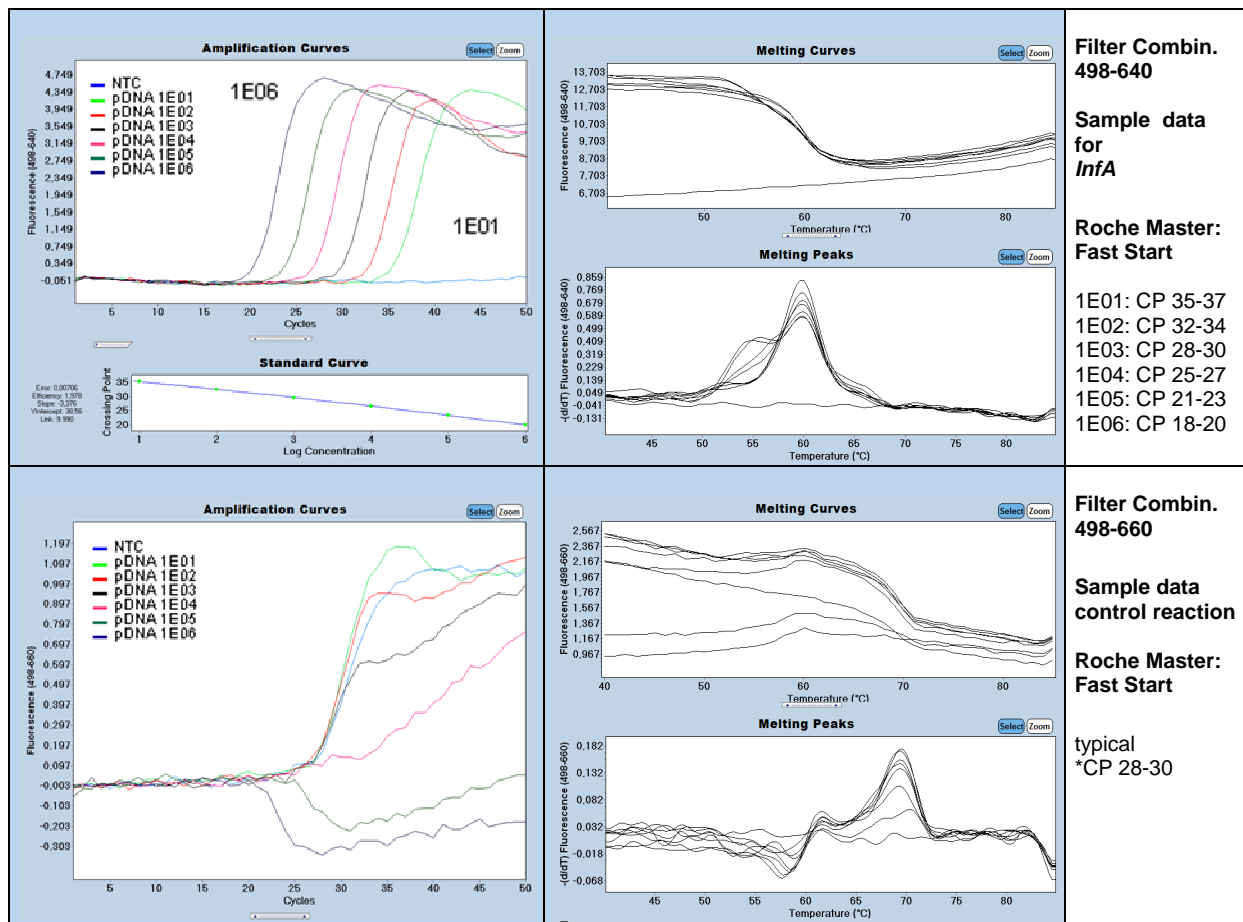 Amplification Curves
Select Zoom
4,749
4,349
3,949
3,549
3,149
2,749
2,349
1,949
1,549
1,149
0,749
0,349
-0,051
Fluorescence (498-640)
NTC
pDNA 1E01
pDNA 1E02
pDNA 1E03
pDNA 1E04
pDNA 1E05
pDNA 1E06
1E06
1E01
5 10 15 20 25 30 35 40 45 50
Cycles
Standard Curve
Error: 0,00706
Efficiency: 1,978
Slope: -3,376
YIntercept: 38,56
Crossing Point
35
30
25
20
1 2 3 4 5 6
Log Concentration
Melting Curves
Select Zoom
13,703
12,703
11,703
10,703
9,703
8,703
7,703
6,703
Fluorescence (498-640)
50 60 70 80
Temperature (°C)
Melting Peaks
Select Zoom
0,859
0,769
0,679
0,589
0,499
0,409
0,319
0,229
0,139
0,049
-0,041
-0,131
-(d/dT) Fluorescence (498-640)
45 50 55 60 65 70 75 80
Temperature (°C)
Filter Combin.
498-640
Sample data
for
InfA
Roche Master:
Fast Start
1E01: CP 35-37
1E02: CP 32-34
1E03: CP 28-30
1E04: CP 25-27
1E05: CP 21-23
1E06: CP 18-20
Amplification Curves
Select Zoom
1,197
1,097
0,997
0,897
0,797
0,697
0,597
0,497
0,397
0,297
0,197
0,097
-0,003
-0,103
-0,203
-0,303
Fluorescence (498-660)
NTC
pDNA 1E01
pDNA 1E02
pDNA 1E03
pDNA 1E04
pDNA 1E05
pDNA 1E06
5 10 15 20 25 30 35 40 45 50
Cycles
Melting Curves
Select Zoom
2,567
2,367
2,167
1,967
1,767
1,567
1,367
1,167
0,967
Fluorescence (498-660)
40 50 60 70 80
Temperature (°C)
Melting Peaks
Select Zoom
0,182
0,132
0,082
0,032
-0,018
-0,068
-(d/dT) Fluorescence (498-660)
45 50 55 60 65 70 75 80
Temperature (°C)
Filter Combin.
498-660
Sample data
control reaction
Roche Master:
Fast Start
typical
*CP 28-30